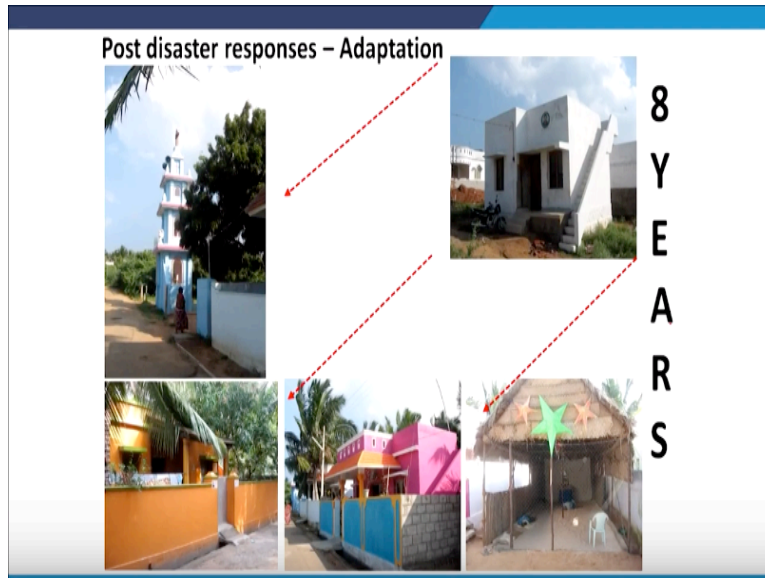 Post disaster responses – Adaptation
8
Y
E
A
R
S